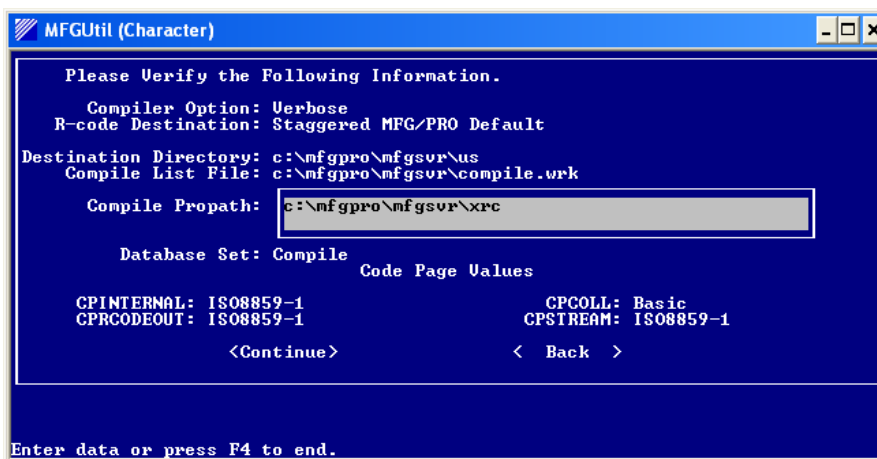 MFGUtil (Character)
Please Verify the Following Information.
Compiler Option: Verbose
R-code Destination: Staggered MFG/PRO Default
Destination Directory: c:\mfgpro\mfgsvr\us
Compile List File: c:\mfgpro\mfgsvr\compile.wrk
Compile Propath: c:\mfgpro\mfgsvr\xrc
Database Set: Compile
Code Page Values
CPINTERNAL: ISO8859-1 CPCOLL: Basic
CPRCODEOUT: ISO8859-1 CPSTREAM: ISO8859-1
<Continue> < Back >
Enter data or press F4 to end.